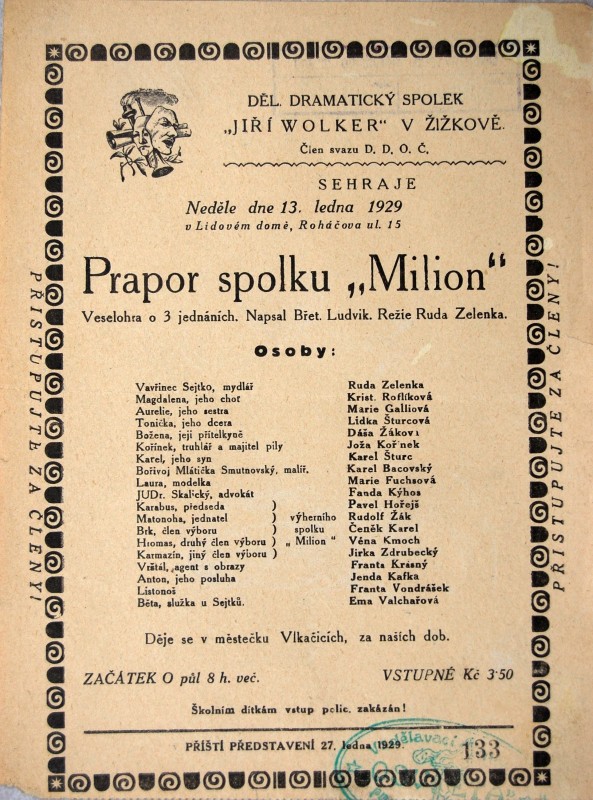 DĚL. DRAMATICKÝ SPOLEK
„JIŘÍ WOLKER" V ŽIŽKOVĚ.
Člen svazu D. D. O. Č.
SEHRAJE
Neděle dne 13. ledna 1929
v Lidovém domě, Roháčova ul. 15
Prapor spolku „Milion"
Veselohra o 3 jednáních. Napsal Břet. Ludvík. Režie Ruda Zelenka.
Osoby:
Vavřinec Sejtko, mydlář Ruda Zelenka
Magdalena, jeho choť Krist. Roflíková
Aurelie, jeho sestra Marie Galliová
Tonička, jeho dcera Lidka Šturcová
Božena, její přítelkyně Dáša Žákova
Kořínek, truhlář a majitel pily Joža Kořínek
Karel, jeho syn Karel Šturc
Bořivoj Mlátička Smutnovský, malíř. Karel Bacovský
Laura, modelka Marie Fuchsová
JUDr. Skalický, advokát Fanda Kýhos
Karabus, předseda ) Pavel Hořejš
Matonoha, jednatel ) výherního Rudolf Žák
Brk, člen výboru ) spolku Čeněk Karel
Hromas, druhý člen výboru ) „ Milion " Véna Kmoch
Karmazín, jiný člen výboru ) Jirka Zdrubecký
Vrštál, agent s obrazy Franta Krásný
Anton, jeho posluha Jenda Kafka
Listonoš Franta Vondrášek
Běta, služka u Sejtků. Ema Valchařová
Děje se v městečku Vlkačicích, za naších dob.
ZAČÁTEK O půl 8 h. več. VSTUPNÉ Kč 3·50
Školním dítkám vstup polic. zakázán!
PŘÍŠTÍ PŘEDSTAVENÍ 27. ledna 1929.
133
PŘISTUPUJTE ZA ČLENY!
PŘISTUPUJTE ZA ČLENY!